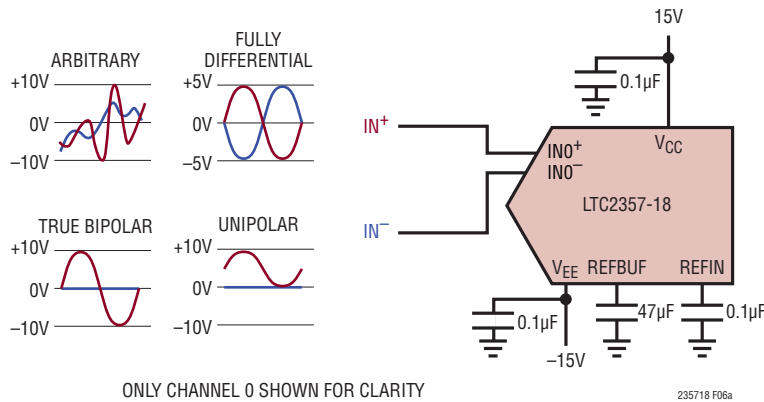 ARBITRARY
+10V
0V
–10V
FULLY
DIFFERENTIAL
+5V
0V
–5V
TRUE BIPOLAR
+10V
0V
–10V
UNIPOLAR
+10V
0V
–10V
15V
0.1µF
IN+
IN–
IN0+
IN0–
VCC
LTC2357-18
VEE
REFBUF
REFIN
0.1µF
47µF
0.1µF
–15V
ONLY CHANNEL 0 SHOWN FOR CLARITY
235718 F06a